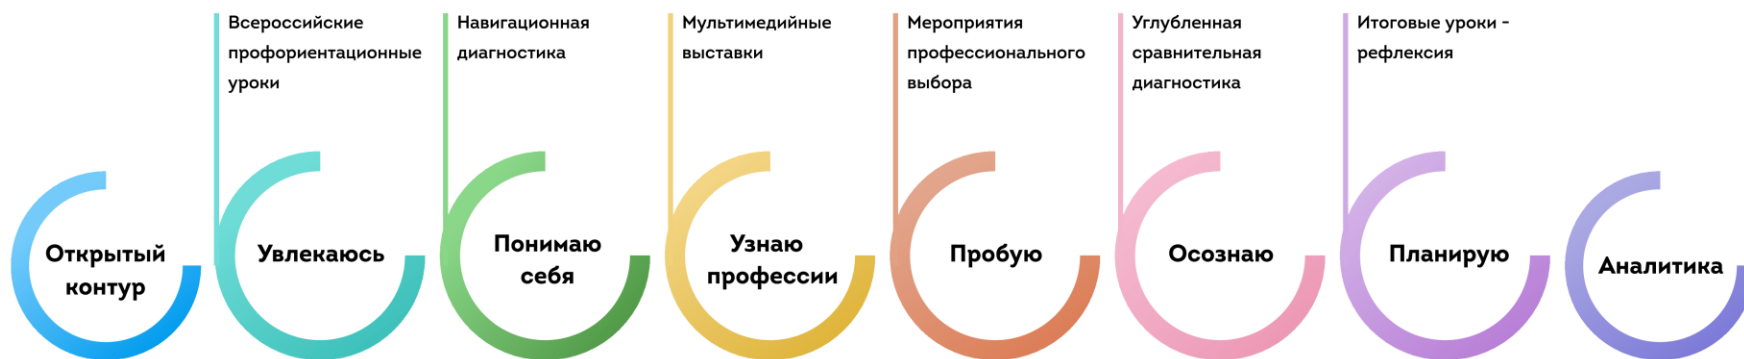 Всероссийские
профориентационные
уроки
Навигационная
диагностика
Мультимедийные
выставки
Мероприятия
профессионального
выбора
Углубленная
сравнительная
диагностика
Итоговые уроки -
рефлексия
Открытый
контур
Увлекаюсь
Понимаю
себя
Узнаю
профессии
Пробую
Осознаю
Планирую
Аналитика